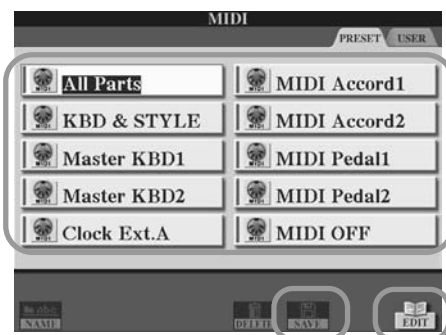 MIDI
PRESET USER
All Parts
KBD & STYLE
Master KBD1
Master KBD2
Clock Ext.A
MIDI Accord1
MIDI Accord2
MIDI Pedal1
MIDI Pedal2
MIDI OFF
NAME DELETE SAVE EDIT